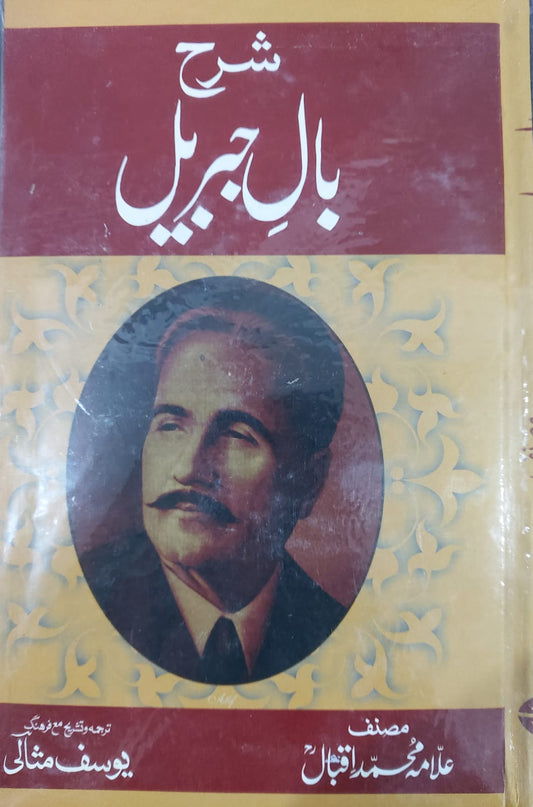 شرح
بالِ جبریل
مصنف
علامہ محمد اقبالؒ
ترجمہ و تشریح مع فرہنگ
یوسف مثالی